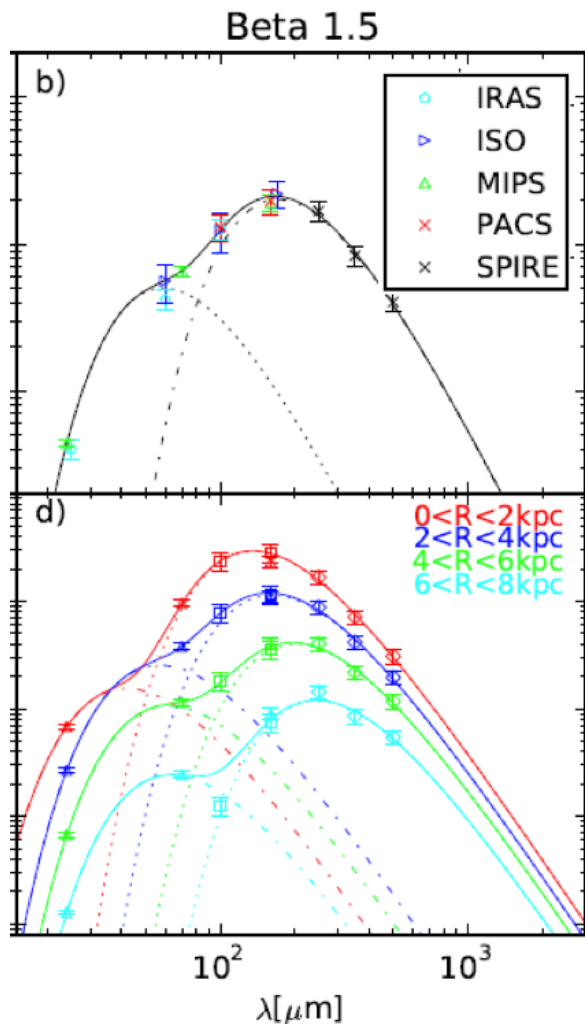 Beta 1.5
b)
IRAS
ISO
MIPS
PACS
SPIRE
d)
0<R<2kpc
2<R<4kpc
4<R<6kpc
6<R<8kpc
10²
10³
λ[μm]